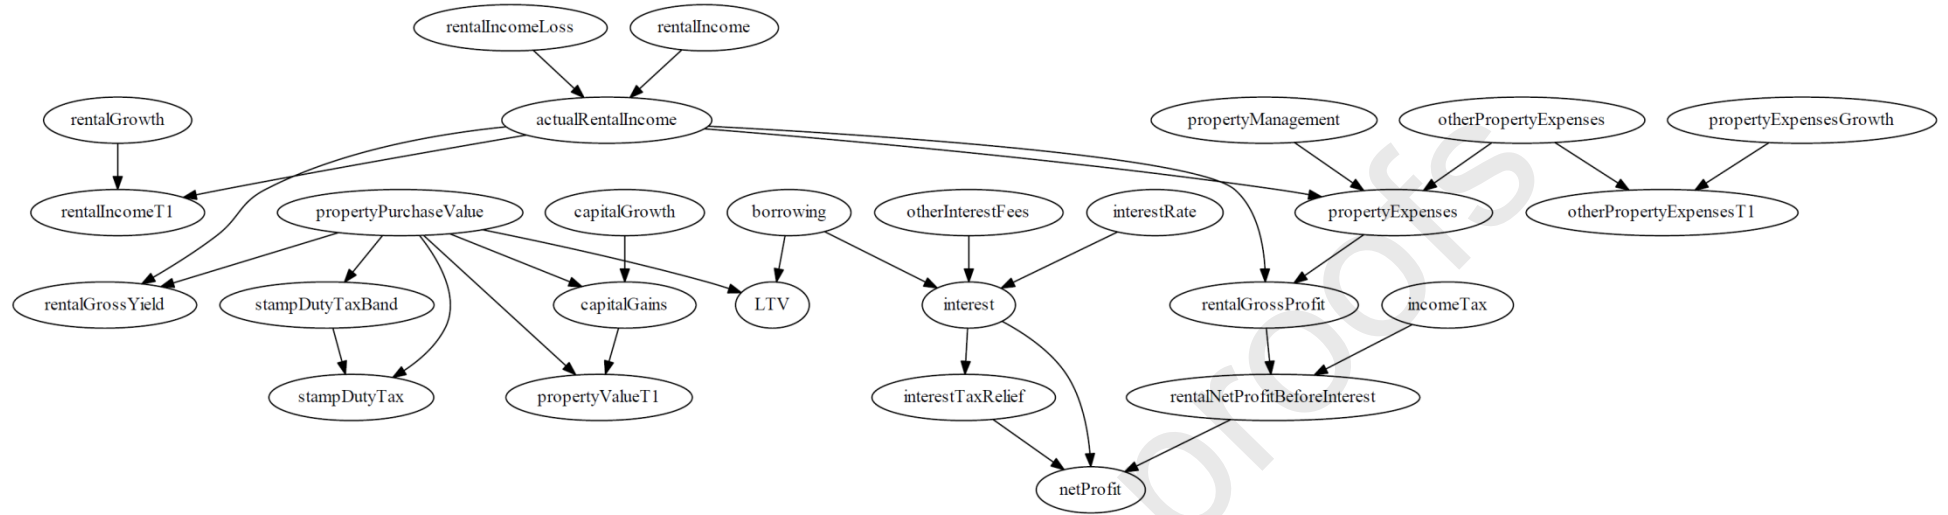 rentalIncomeLoss
rentalIncome
rentalGrowth
actualRentalIncome
propertyManagement
otherPropertyExpenses
propertyExpensesGrowth
rentalIncomeT1
propertyPurchaseValue
capitalGrowth
borrowing
otherInterestFees
interestRate
propertyExpenses
otherPropertyExpensesT1
rentalGrossYield
stampDutyTaxBand
capitalGains
LTV
interest
rentalGrossProfit
incomeTax
stampDutyTax
propertyValueT1
interestTaxRelief
rentalNetProfitBeforeInterest
netProfit
proofs